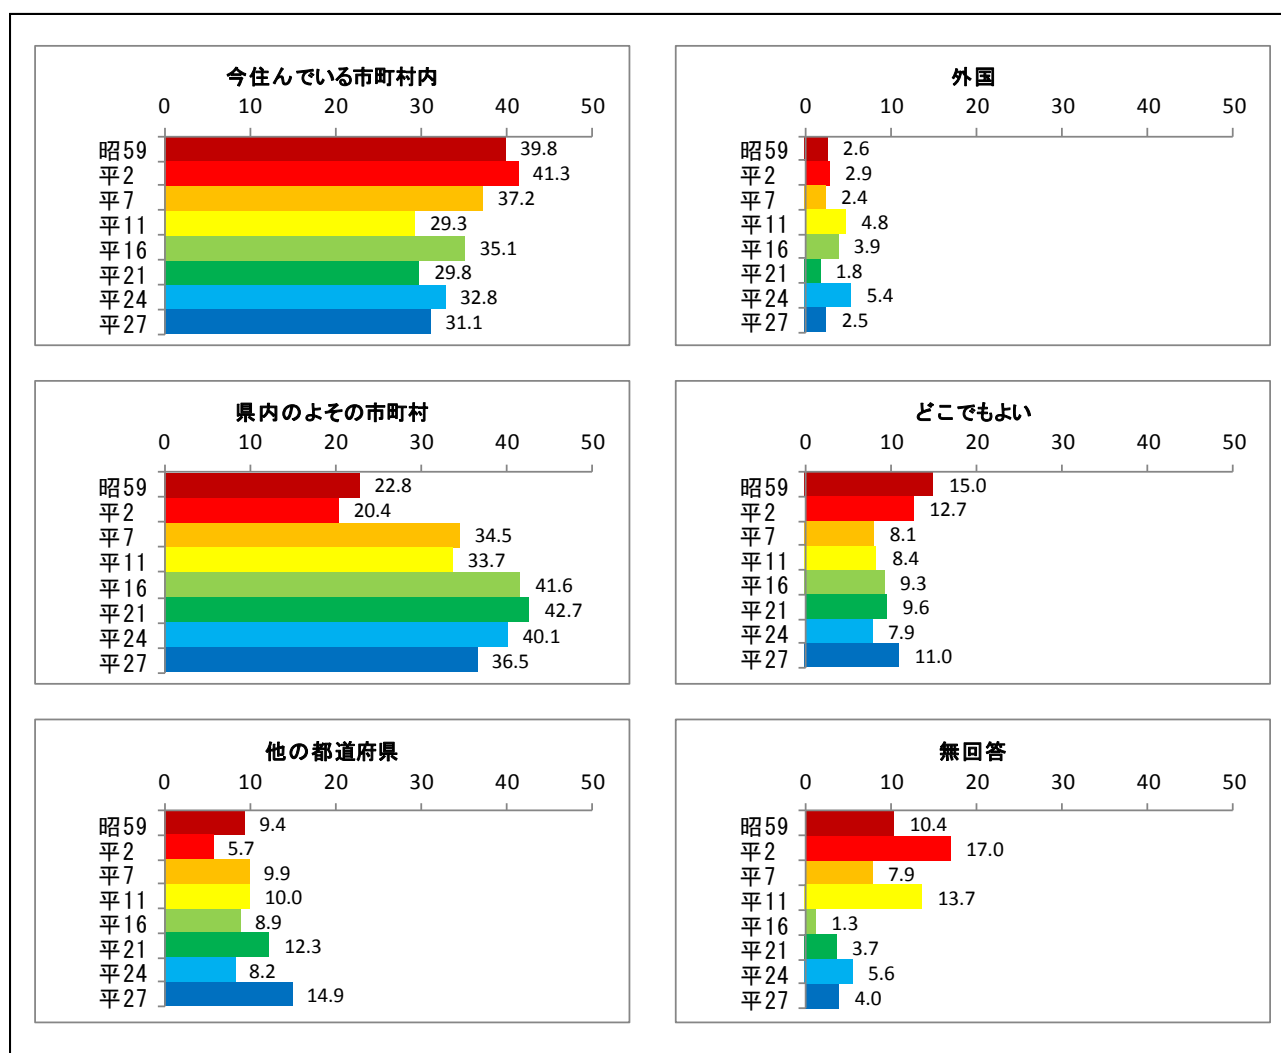 今住んでいる市町村内
0 10 20 30 40 50
昭59 39.8
平2 41.3
平7 37.2
平11 29.3
平16 35.1
平21 29.8
平24 32.8
平27 31.1
外国
0 10 20 30 40 50
昭59 2.6
平2 2.9
平7 2.4
平11 4.8
平16 3.9
平21 1.8
平24 5.4
平27 2.5
県内のよその市町村
0 10 20 30 40 50
昭59 22.8
平2 20.4
平7 34.5
平11 33.7
平16 41.6
平21 42.7
平24 40.1
平27 36.5
どこでもよい
0 10 20 30 40 50
昭59 15.0
平2 12.7
平7 8.1
平11 8.4
平16 9.3
平21 9.6
平24 7.9
平27 11.0
他の都道府県
0 10 20 30 40 50
昭59 9.4
平2 5.7
平7 9.9
平11 10.0
平16 8.9
平21 12.3
平24 8.2
平27 14.9
無回答
0 10 20 30 40 50
昭59 10.4
平2 17.0
平7 7.9
平11 13.7
平16 1.3
平21 3.7
平24 5.6
平27 4.0